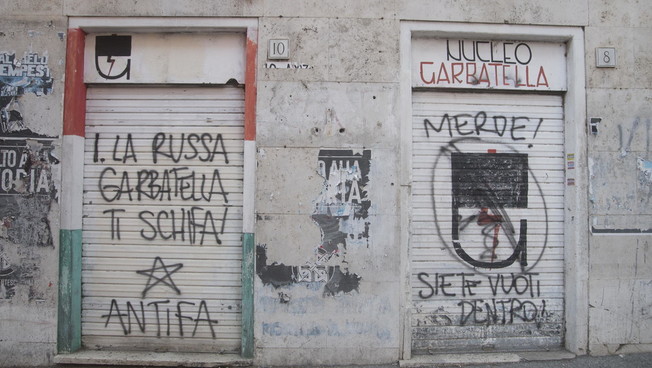 10
NUCLEO
GARBATELLA
8
I. LA RUSSA
GARBATELLA
TI SCHIFA!
ANTIFA
MERDE!
SIETE VUOTI
DENTRO!